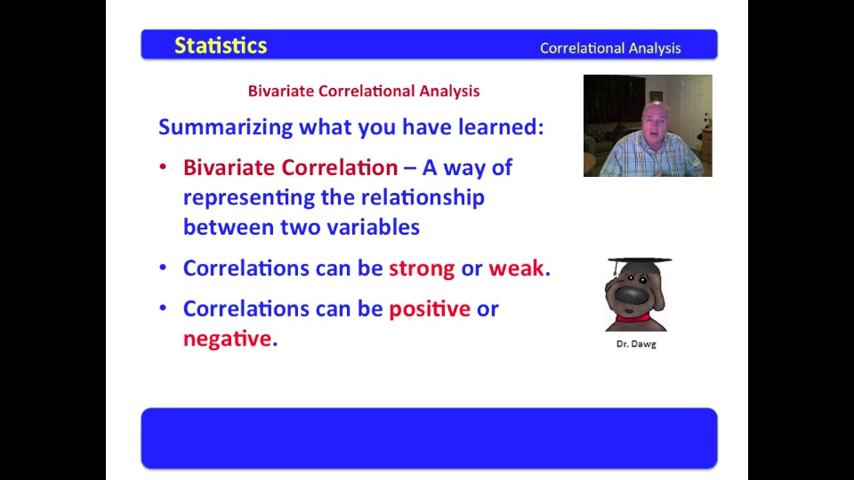 Statistics
Correlational Analysis
Bivariate Correlational Analysis
Summarizing what you have learned:
• Bivariate Correlation – A way of
representing the relationship
between two variables
• Correlations can be strong or weak.
• Correlations can be positive or
negative.
Dr. Dawg